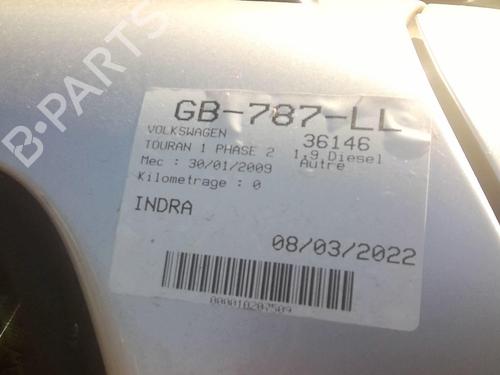 B-PARTS
GB-787-LL
VOLKSWAGEN 36146
TOURAN 1 PHASE 2 1.9 Diesel
Mec : 30/01/2009 Autre
Kilometrage : 0
INDRA
08/03/2022